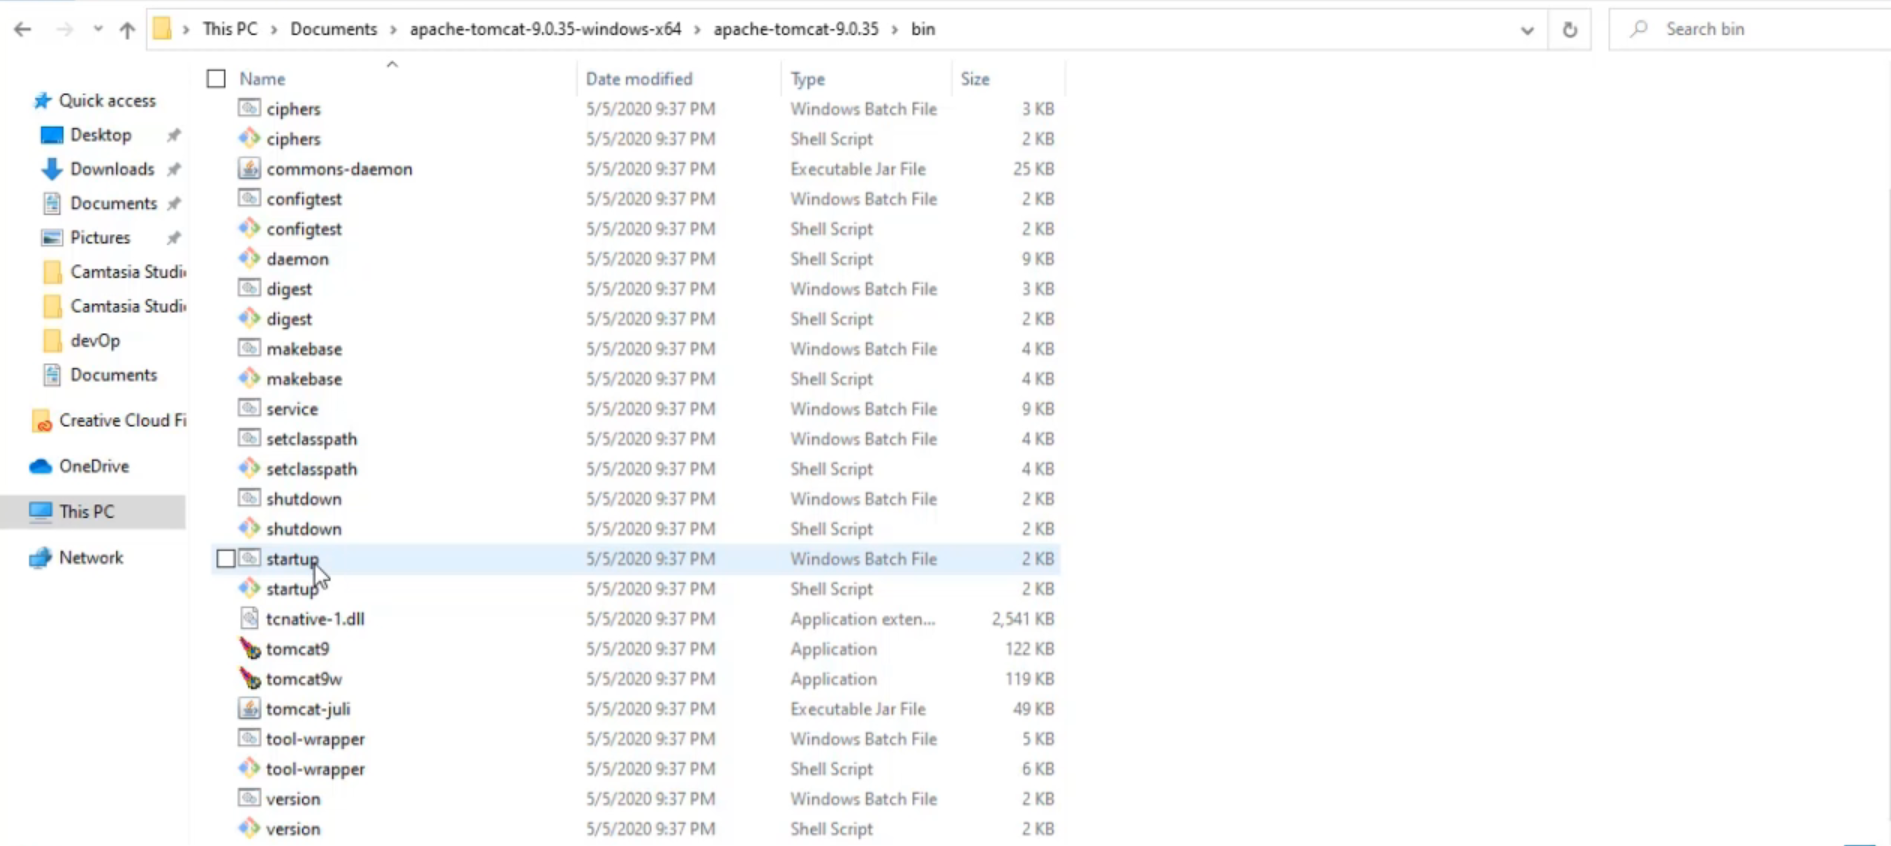 This PC > Documents > apache-tomcat-9.0.35-windows-x64 > apache-tomcat-9.0.35 > bin
Search bin
Name Date modified Type Size
Quick access
Desktop
Downloads
Documents
Pictures
Camtasia Studi
Camtasia Studi
devOp
Documents
Creative Cloud Fi
OneDrive
This PC
Network
ciphers 5/5/2020 9:37 PM Windows Batch File 3 KB
ciphers 5/5/2020 9:37 PM Shell Script 2 KB
commons-daemon 5/5/2020 9:37 PM Executable Jar File 25 KB
configtest 5/5/2020 9:37 PM Windows Batch File 2 KB
configtest 5/5/2020 9:37 PM Shell Script 2 KB
daemon 5/5/2020 9:37 PM Shell Script 9 KB
digest 5/5/2020 9:37 PM Windows Batch File 3 KB
digest 5/5/2020 9:37 PM Shell Script 2 KB
makebase 5/5/2020 9:37 PM Windows Batch File 4 KB
makebase 5/5/2020 9:37 PM Shell Script 4 KB
service 5/5/2020 9:37 PM Windows Batch File 9 KB
setclasspath 5/5/2020 9:37 PM Windows Batch File 4 KB
setclasspath 5/5/2020 9:37 PM Shell Script 4 KB
shutdown 5/5/2020 9:37 PM Windows Batch File 2 KB
shutdown 5/5/2020 9:37 PM Shell Script 2 KB
startup 5/5/2020 9:37 PM Windows Batch File 2 KB
startup 5/5/2020 9:37 PM Shell Script 2 KB
tcnative-1.dll 5/5/2020 9:37 PM Application exten... 2,541 KB
tomcat9 5/5/2020 9:37 PM Application 122 KB
tomcat9w 5/5/2020 9:37 PM Application 119 KB
tomcat-juli 5/5/2020 9:37 PM Executable Jar File 49 KB
tool-wrapper 5/5/2020 9:37 PM Windows Batch File 5 KB
tool-wrapper 5/5/2020 9:37 PM Shell Script 6 KB
version 5/5/2020 9:37 PM Windows Batch File 2 KB
version 5/5/2020 9:37 PM Shell Script 2 KB